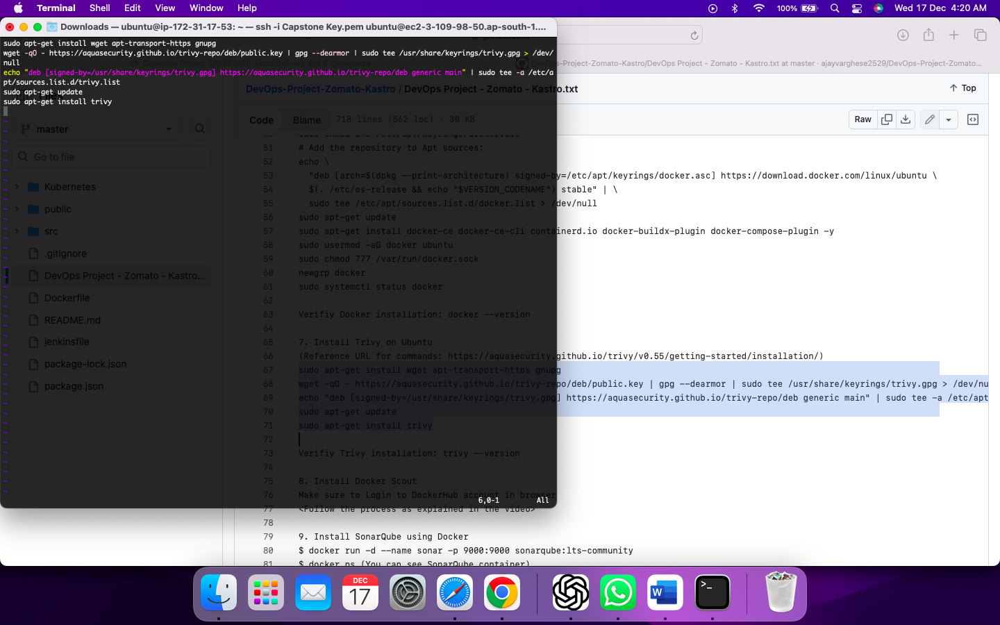 Terminal Shell Edit View Window Help 100% Wed 17 Dec 4:20 AM
Downloads — ubuntu@ip-172-31-17-53: ~ — ssh -i Capstone Key.pem ubuntu@ec2-3-109-98-50.ap-south-1....
sudo apt-get install wget apt-transport-https gnupg
wget -qO - https://aquasecurity.github.io/trivy-repo/deb/public.key | gpg --dearmor | sudo tee /usr/share/keyrings/trivy.gpg > /dev/
null
echo "deb [signed-by=/usr/share/keyrings/trivy.gpg] https://aquasecurity.github.io/trivy-repo/deb generic main" | sudo tee -a /etc/a
pt/sources.list.d/trivy.list
sudo apt-get update
sudo apt-get install trivy
6,0-1 All
DevOps-Project-Zomato-Kastro/DevOps Project - Zomato - Kastro.txt at master · ajayvarghese2529/DevOps-Project-Zomato...
master
Go to file
Kubernetes
public
src
.gitignore
DevOps Project - Zomato - Kastro...
Dockerfile
README.md
jenkinsfile
package-lock.json
package.json
DevOps-Project-Zomato-Kastro / DevOps Project - Zomato - Kastro.txt
Top
Code Blame 718 lines (562 loc) · 30 KB
Raw
51 # Add the repository to Apt sources:
52 echo \
53 "deb [arch=$(dpkg --print-architecture) signed-by=/etc/apt/keyrings/docker.asc] https://download.docker.com/linux/ubuntu \
54 $(. /etc/os-release && echo "$VERSION_CODENAME") stable" | \
55 sudo tee /etc/apt/sources.list.d/docker.list > /dev/null
56 sudo apt-get update
57 sudo apt-get install docker-ce docker-ce-cli containerd.io docker-buildx-plugin docker-compose-plugin -y
58 sudo usermod -aG docker ubuntu
59 sudo chmod 777 /var/run/docker.sock
60 newgrp docker
61 sudo systemctl status docker
62
63 Verifiy Docker installation: docker --version
64
65 7. Install Trivy on Ubuntu
66 (Reference URL for commands: https://aquasecurity.github.io/trivy/v0.55/getting-started/installation/)
67 sudo apt-get install wget apt-transport-https gnupg
68 wget -qO - https://aquasecurity.github.io/trivy-repo/deb/public.key | gpg --dearmor | sudo tee /usr/share/keyrings/trivy.gpg > /dev/nu
69 echo "deb [signed-by=/usr/share/keyrings/trivy.gpg] https://aquasecurity.github.io/trivy-repo/deb generic main" | sudo tee -a /etc/apt
70 sudo apt-get update
71 sudo apt-get install trivy
72
73 Verifiy Trivy installation: trivy --version
74
75 8. Install Docker Scout
76 Make sure to Login to DockerHub account in browser
77 <Follow the process as explained in the video>
78
79 9. Install SonarQube using Docker
80 $ docker run -d --name sonar -p 9000:9000 sonarqube:lts-community
81 $ docker ps (You can see SonarQube container)
DEC
17